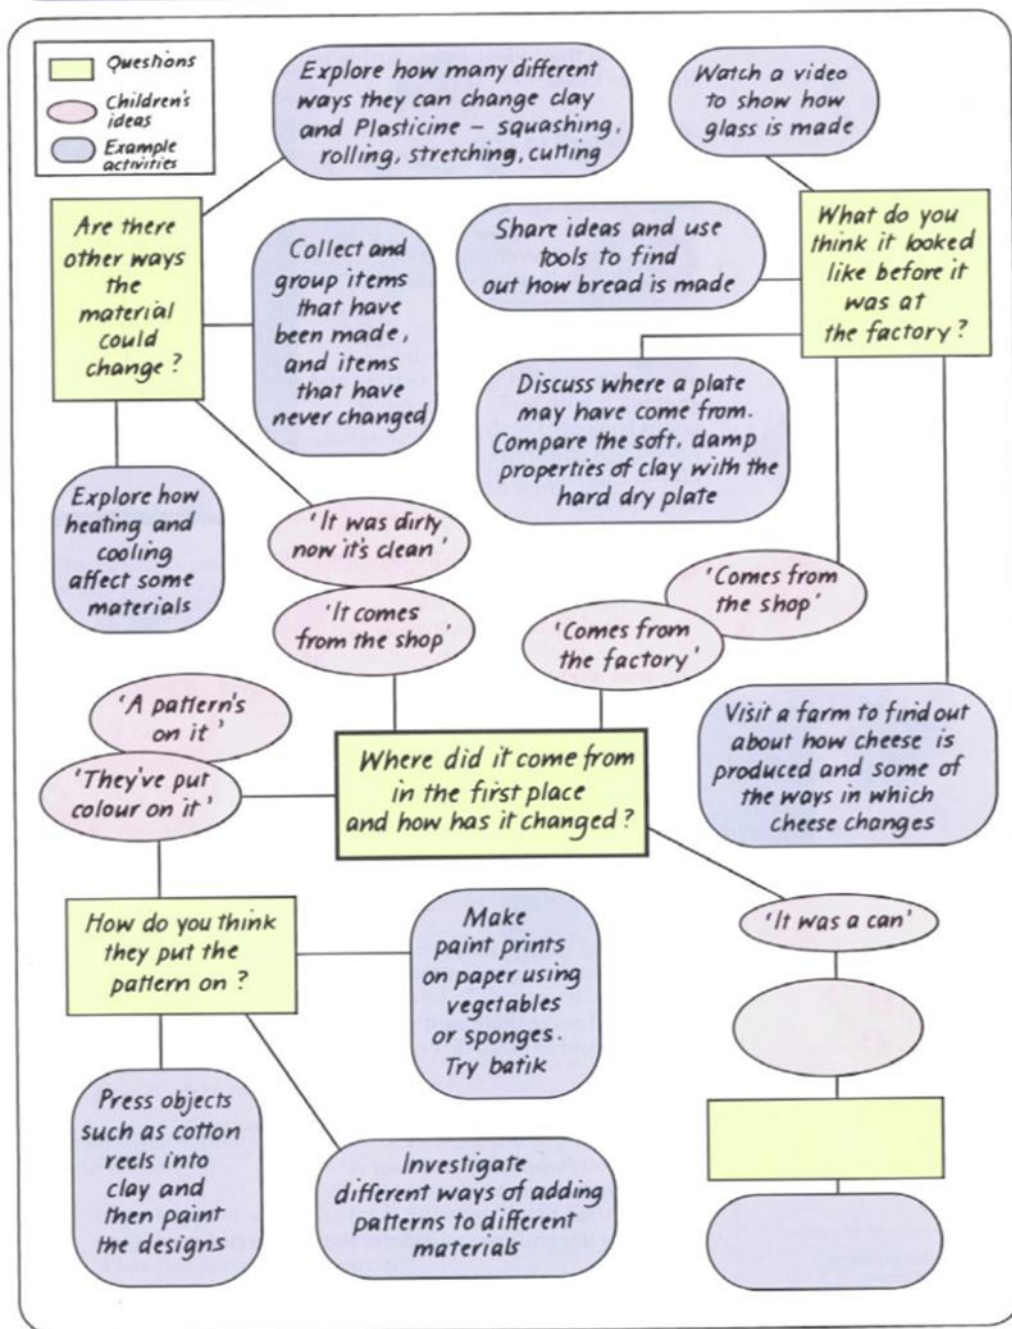 Questions
Children's
ideas
Example
activities
Explore how many different
ways they can change clay
and Plasticine – squashing,
rolling, stretching, cutting
Watch a video
to show how
glass is made
Are there
other ways
the
material
could
change ?
Collect and
group items
that have
been made,
and items
that have
never changed
Share ideas and use
tools to find
out how bread is made
What do you
think it looked
like before it
was at
the factory ?
Discuss where a plate
may have come from.
Compare the soft, damp
properties of clay with the
hard dry plate
Explore how
heating and
cooling
affect some
materials
'It was dirty
now it's clean'
'It comes
from the shop'
'Comes from
the shop'
'Comes from
the factory'
'A pattern's
on it'
'They've put
colour on it'
Where did it come from
in the first place
and how has it changed ?
Visit a farm to find out
about how cheese is
produced and some of
the ways in which
cheese changes
How do you think
they put the
pattern on ?
Make
paint prints
on paper using
vegetables
or sponges.
Try batik
'It was a can'
Press objects
such as cotton
reels into
clay and
then paint
the designs
Investigate
different ways of adding
patterns to different
materials